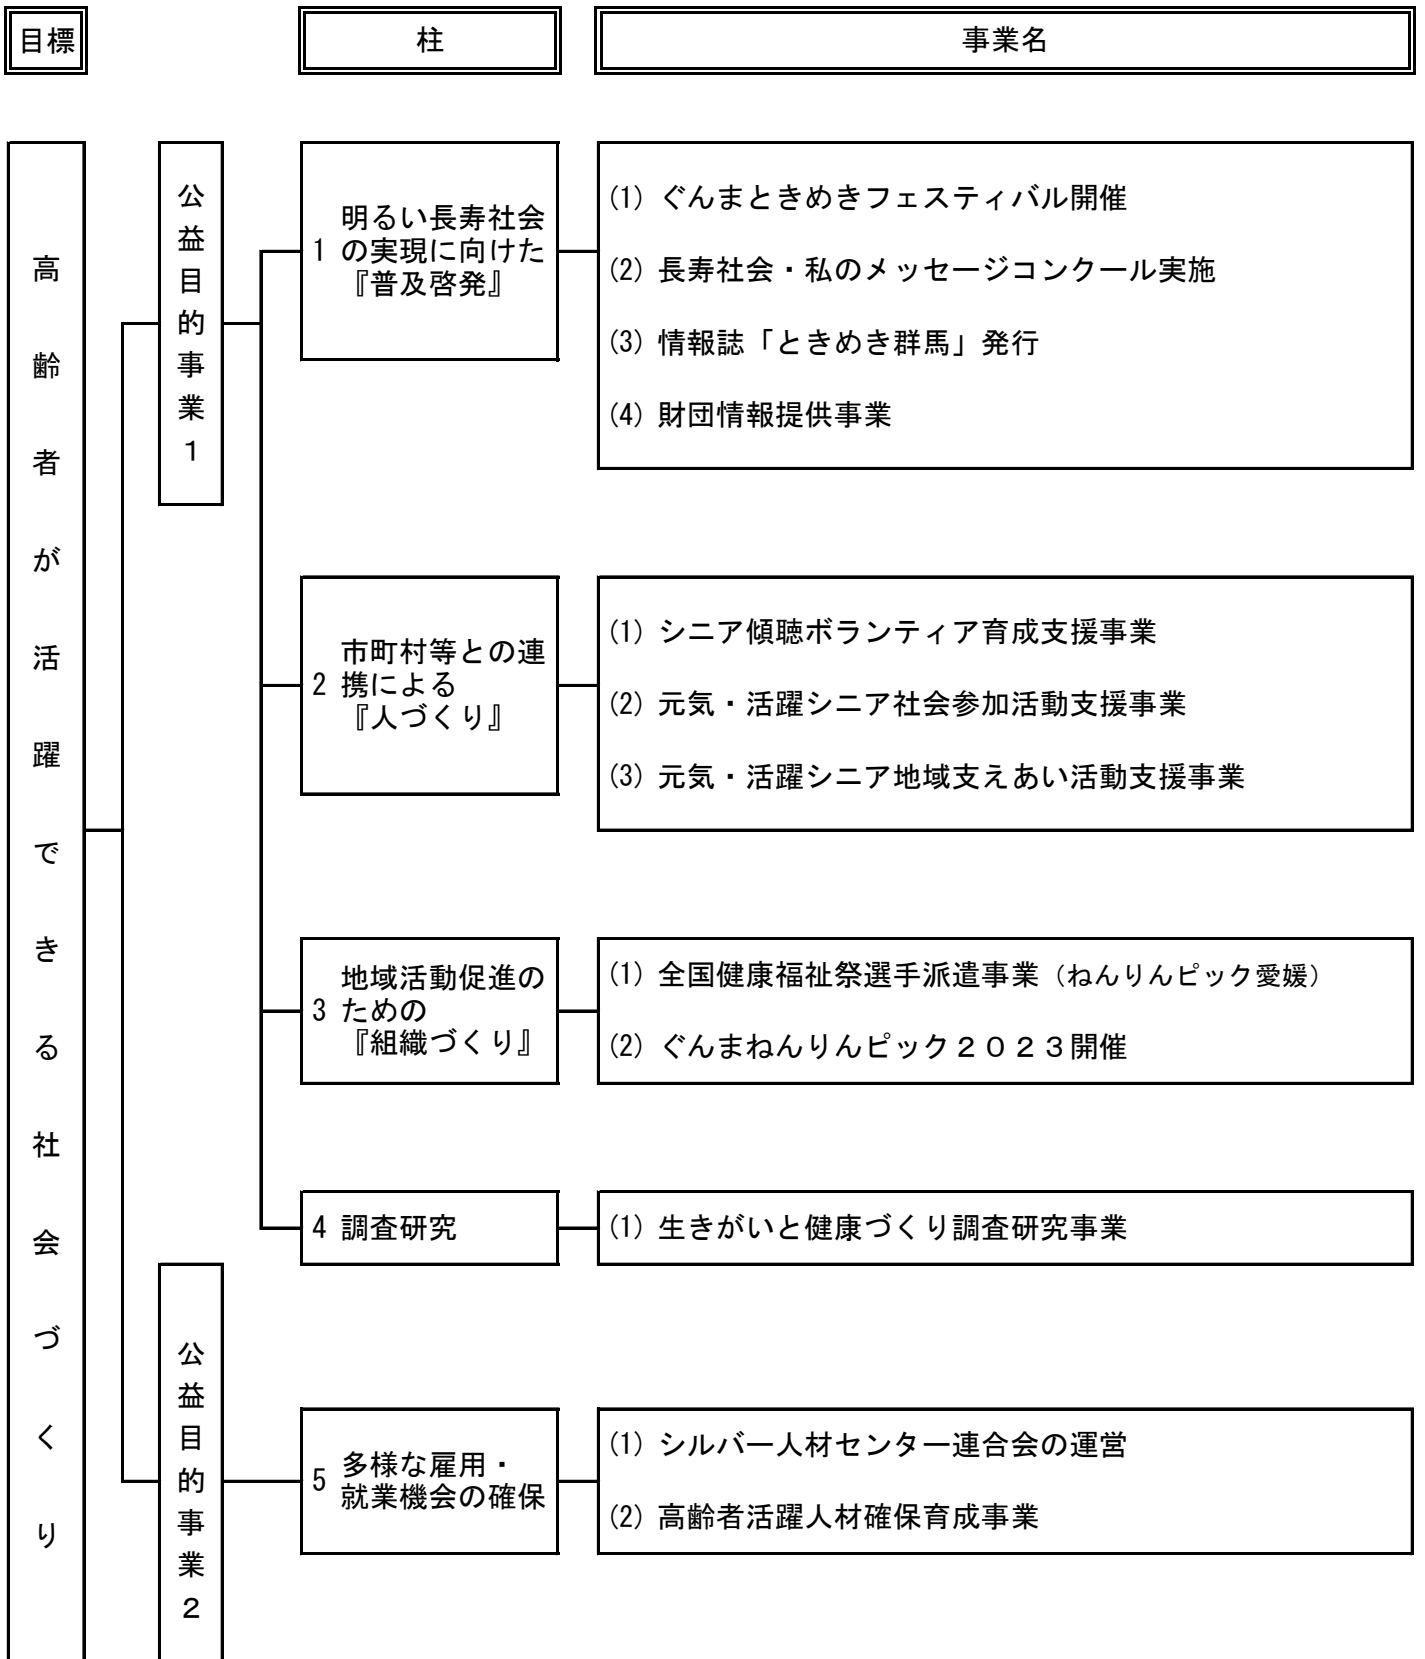 目標
柱
事業名
高齢者が活躍できる社会づくり
公益目的事業１
1
明るい長寿社会
の実現に向けた
『普及啓発』
(1) ぐんまときめきフェスティバル開催
(2) 長寿社会・私のメッセージコンクール実施
(3) 情報誌「ときめき群馬」発行
(4) 財団情報提供事業
2
市町村等との連
携による
『人づくり』
(1) シニア傾聴ボランティア育成支援事業
(2) 元気・活躍シニア社会参加活動支援事業
(3) 元気・活躍シニア地域支えあい活動支援事業
3
地域活動促進の
ための
『組織づくり』
(1) 全国健康福祉祭選手派遣事業（ねんりんピック愛媛）
(2) ぐんまねんりんピック２０２３開催
4 調査研究
(1) 生きがいと健康づくり調査研究事業
公益目的事業２
5
多様な雇用・
就業機会の確保
(1) シルバー人材センター連合会の運営
(2) 高齢者活躍人材確保育成事業